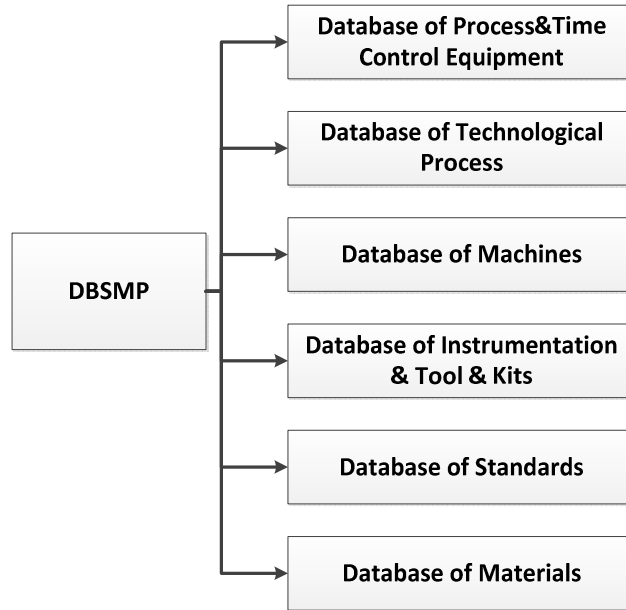 Database of Process&Time
Control Equipment
Database of Technological
Process
Database of Machines
DBSMP
Database of Instrumentation
& Tool & Kits
Database of Standards
Database of Materials